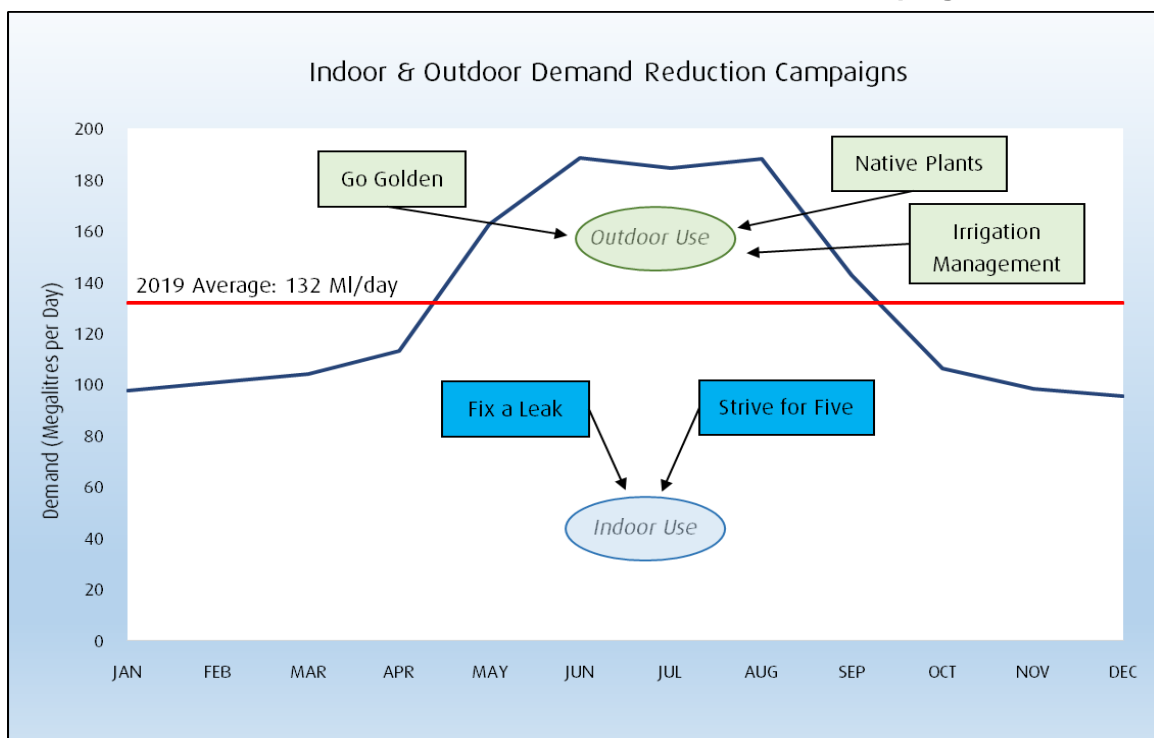 Indoor & Outdoor Demand Reduction Campaigns
Demand (Megalitres per Day)
200
180
160
140
120
100
80
60
40
20
0
Go Golden
Native Plants
Outdoor Use
Irrigation
Management
2019 Average: 132 Ml/day
Fix a Leak
Strive for Five
Indoor Use
JAN FEB MAR APR MAY JUN JUL AUG SEP OCT NOV DEC